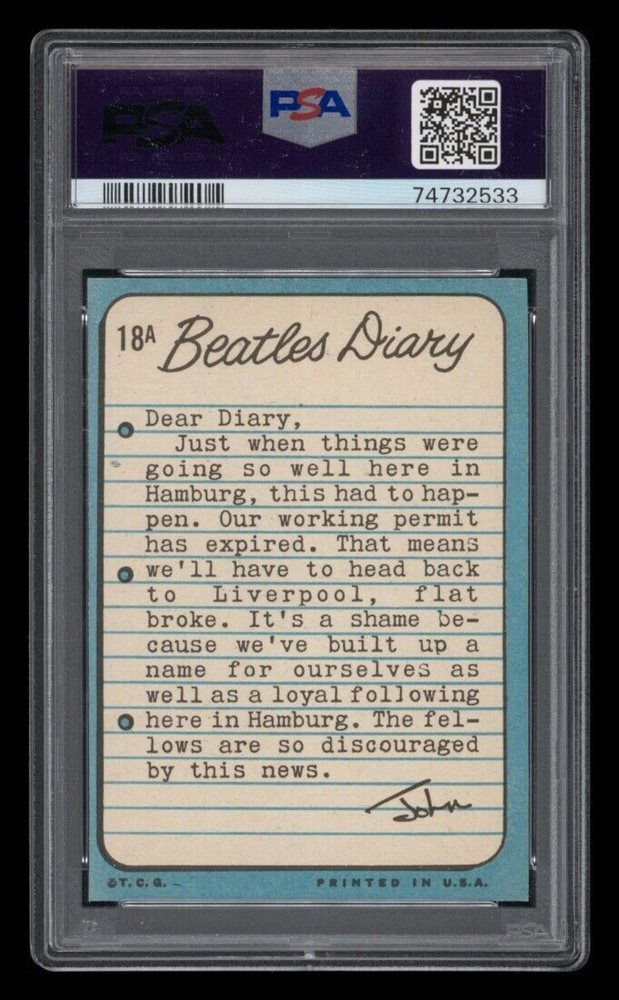 PSA
PSA
74732533
18A Beatles Diary
Dear Diary,
Just when things were
going so well here in
Hamburg, this had to hap-
pen. Our working permit
has expired. That means
we'll have to head back
to Liverpool, flat
broke. It's a shame be-
cause we've built up a
name for ourselves as
well as a loyal following
here in Hamburg. The fel-
lows are so discouraged
by this news.
John
©T.C.G.
PRINTED IN U.S.A.
PSA